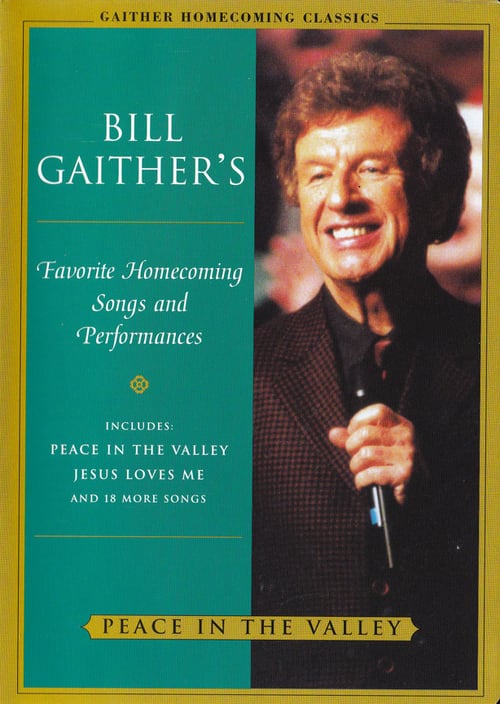 GAITHER HOMECOMING CLASSICS
BILL
GAITHER'S
Favorite Homecoming
Songs and
Performances
INCLUDES:
PEACE IN THE VALLEY
JESUS LOVES ME
AND 18 MORE SONGS
PEACE IN THE VALLEY